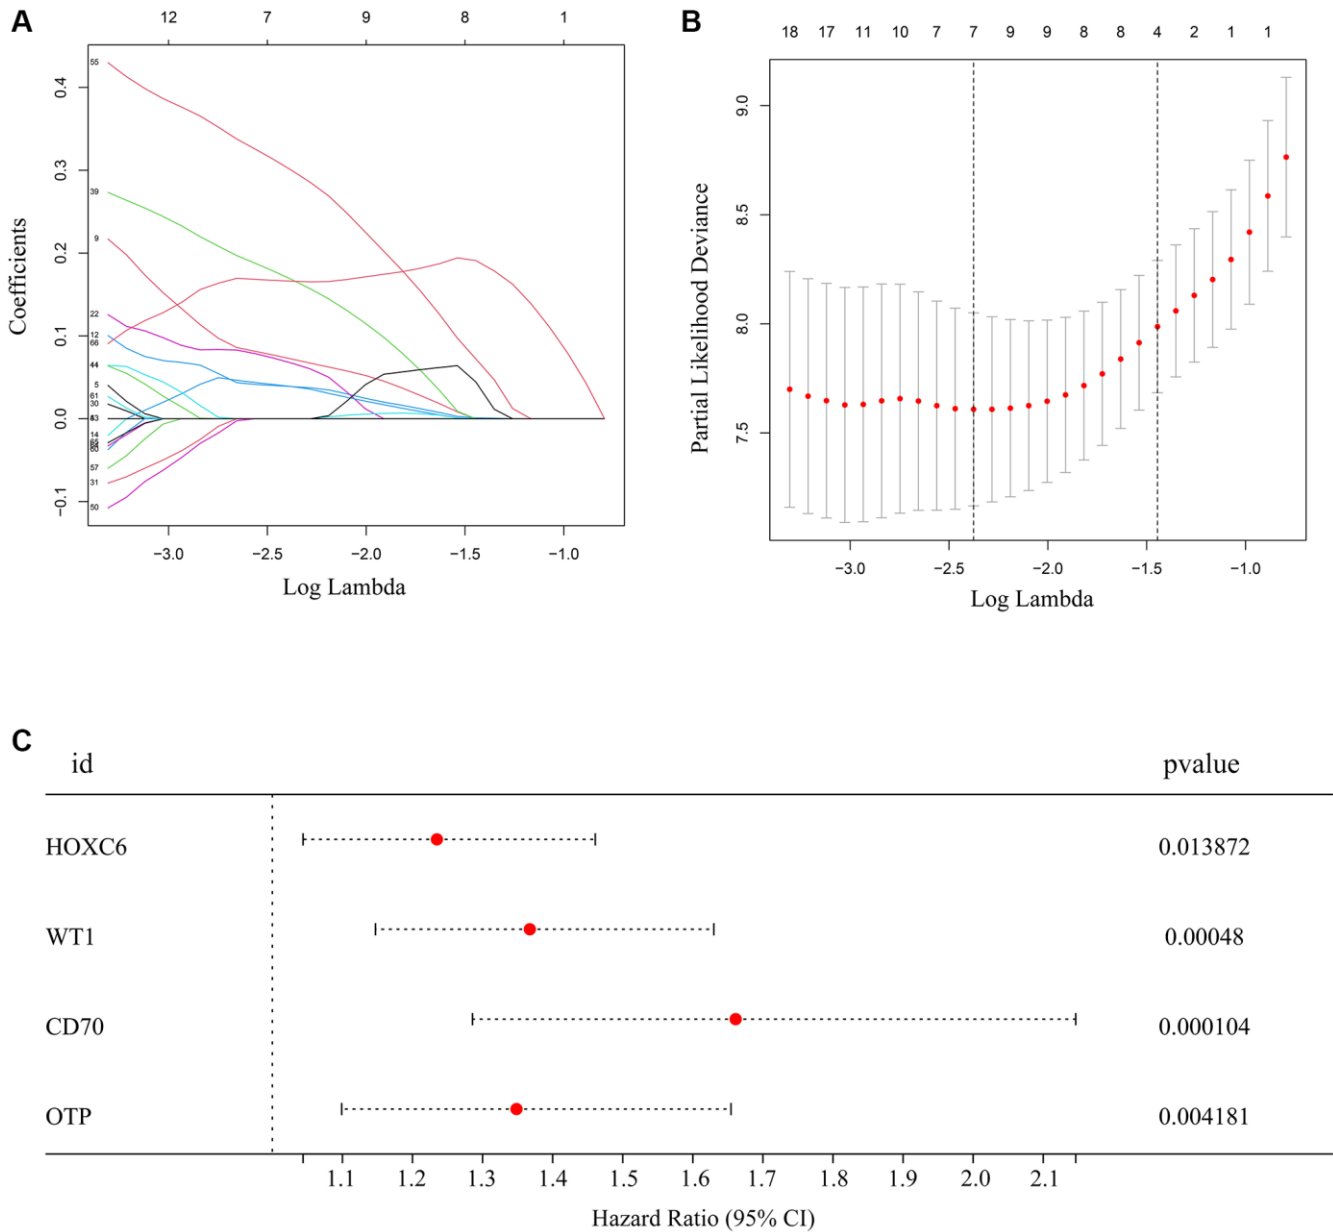 A
12 7 9 8 1
0.4
0.3
0.2
0.1
0.0
−0.1
Coefficients
55
39
9
22
12
66
44
5
61
30
14
57
31
50
−3.0 −2.5 −2.0 −1.5 −1.0
Log Lambda
B
18 17 11 10 7 7 9 9 8 8 4 2 1 1
9.0
8.5
8.0
7.5
Partial Likelihood Deviance
−3.0 −2.5 −2.0 −1.5 −1.0
Log Lambda
C
id pvalue
HOXC6 0.013872
WT1 0.00048
CD70 0.000104
OTP 0.004181
1.1 1.2 1.3 1.4 1.5 1.6 1.7 1.8 1.9 2.0 2.1
Hazard Ratio (95% CI)